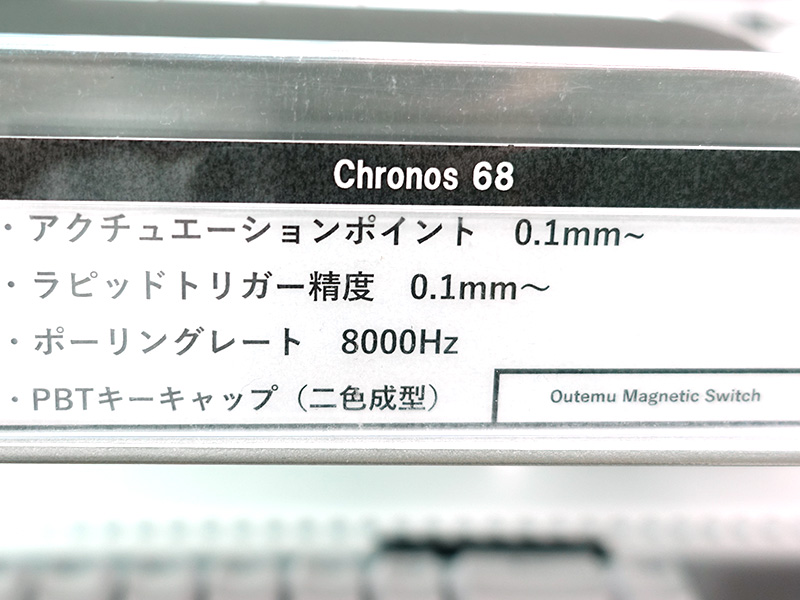 Chronos 68
・アクチュエーションポイント 0.1mm~
・ラピッドトリガー精度 0.1mm～
・ポーリングレート 8000Hz
・PBTキーキャップ（二色成型）
Outemu Magnetic Switch